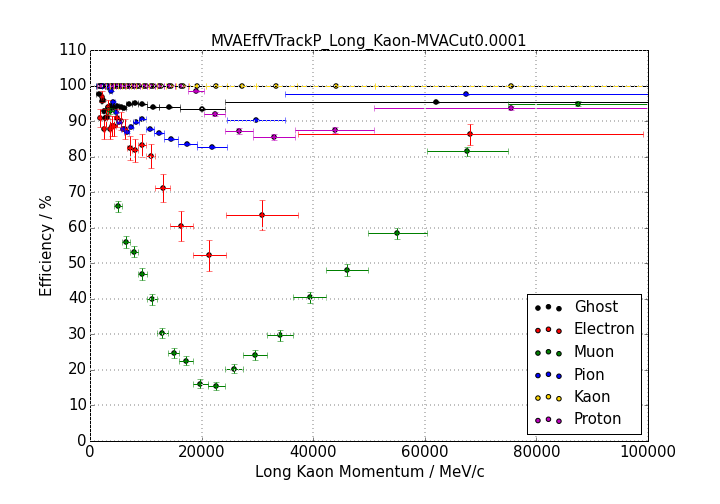 MVAEffVTrackP_Long_Kaon-MVACut0.0001
Efficiency / %
110
100
90
80
70
60
50
40
30
20
10
0
0 20000 40000 60000 80000 100000
Long Kaon Momentum / MeV/c
Ghost
Electron
Muon
Pion
Kaon
Proton